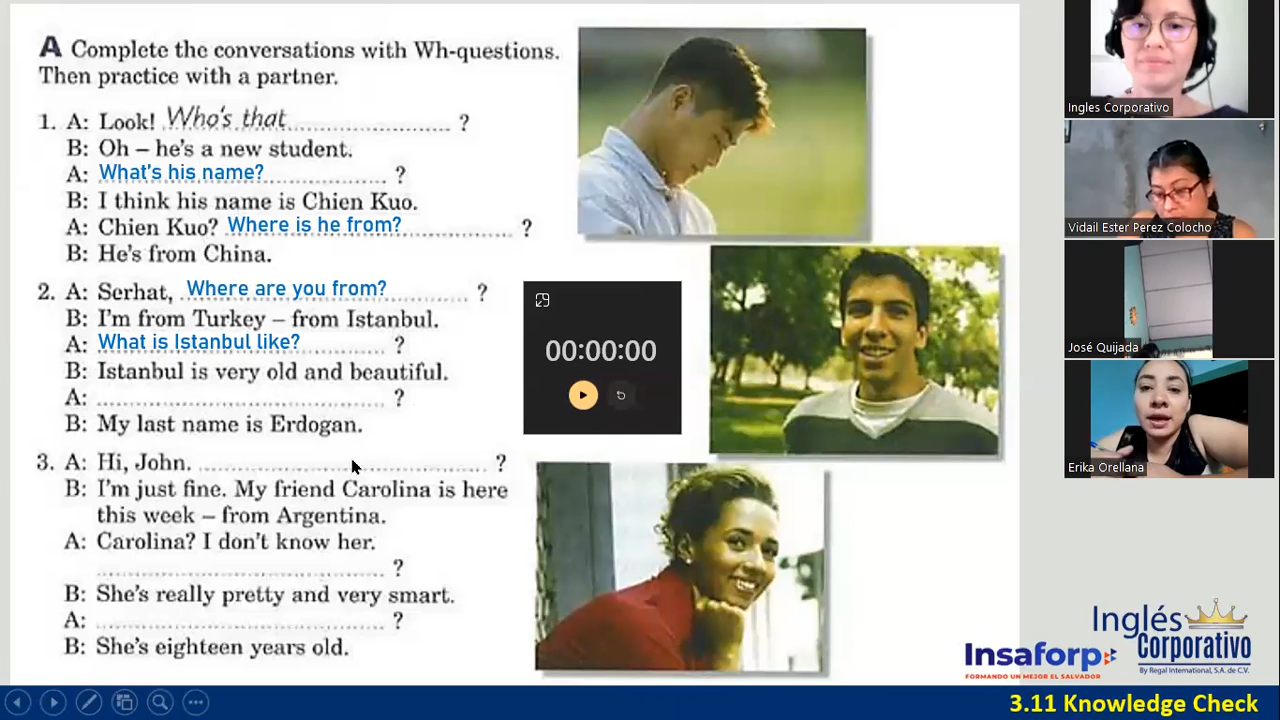 A Complete the conversations with Wh-questions.
Then practice with a partner.
1. A: Look! Who's that ?
B: Oh – he's a new student.
A: What's his name? ?
B: I think his name is Chien Kuo.
A: Chien Kuo? Where is he from? ?
B: He's from China.
2. A: Serhat, Where are you from? ?
B: I'm from Turkey – from Istanbul.
A: What is Istanbul like? ?
B: Istanbul is very old and beautiful.
A: ?
B: My last name is Erdogan.
3. A: Hi, John. ?
B: I'm just fine. My friend Carolina is here
this week – from Argentina.
A: Carolina? I don't know her.
?
B: She's really pretty and very smart.
A: ?
B: She's eighteen years old.
00:00:00
Ingles Corporativo
Vidail Ester Perez Colocho
José Quijada
Erika Orellana
Insaforp
FORMANDO UN MEJOR EL SALVADOR
Inglés
Corporativo
By Regal International, S.A. de C.V.
3.11 Knowledge Check